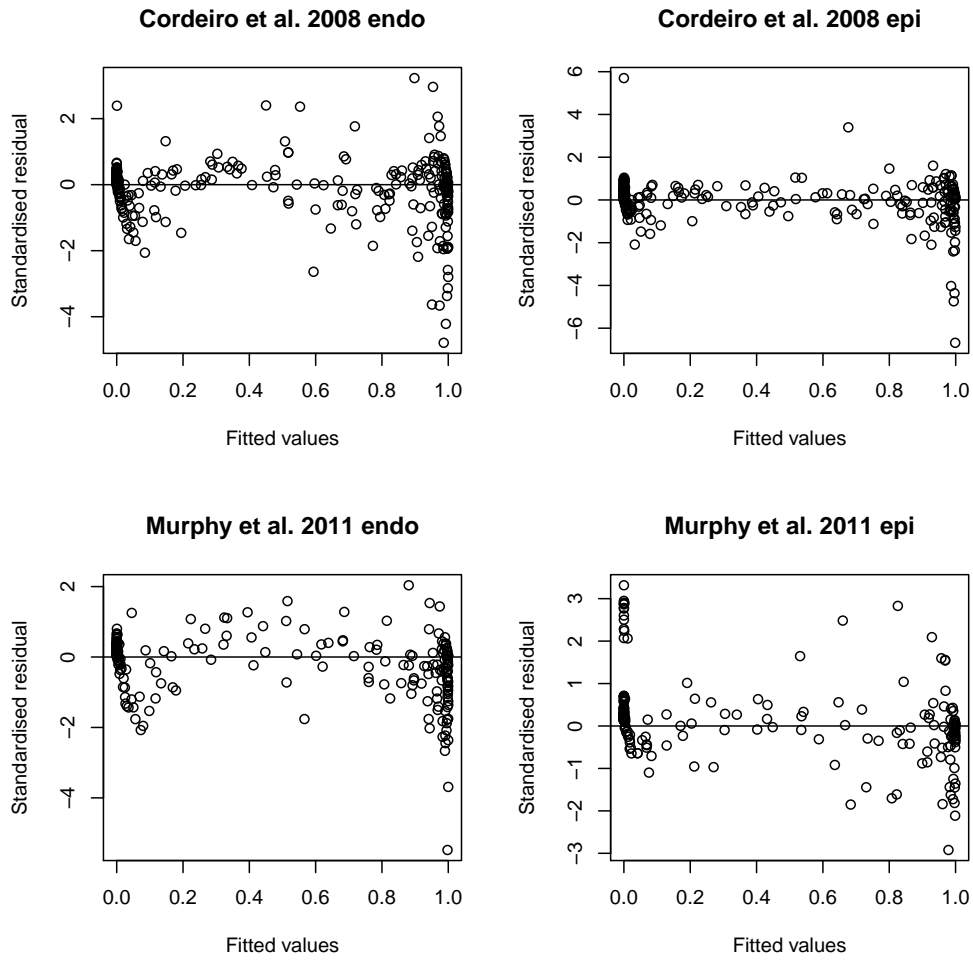 Cordeiro et al. 2008 endo
Standardised residual
2
0
−2
−4
0.0 0.2 0.4 0.6 0.8 1.0
Fitted values
Cordeiro et al. 2008 epi
Standardised residual
6
4
2
0
−2
−6
0.0 0.2 0.4 0.6 0.8 1.0
Fitted values
Murphy et al. 2011 endo
Standardised residual
2
0
−2
−4
0.0 0.2 0.4 0.6 0.8 1.0
Fitted values
Murphy et al. 2011 epi
Standardised residual
3
2
1
0
−1
−2
−3
0.0 0.2 0.4 0.6 0.8 1.0
Fitted values